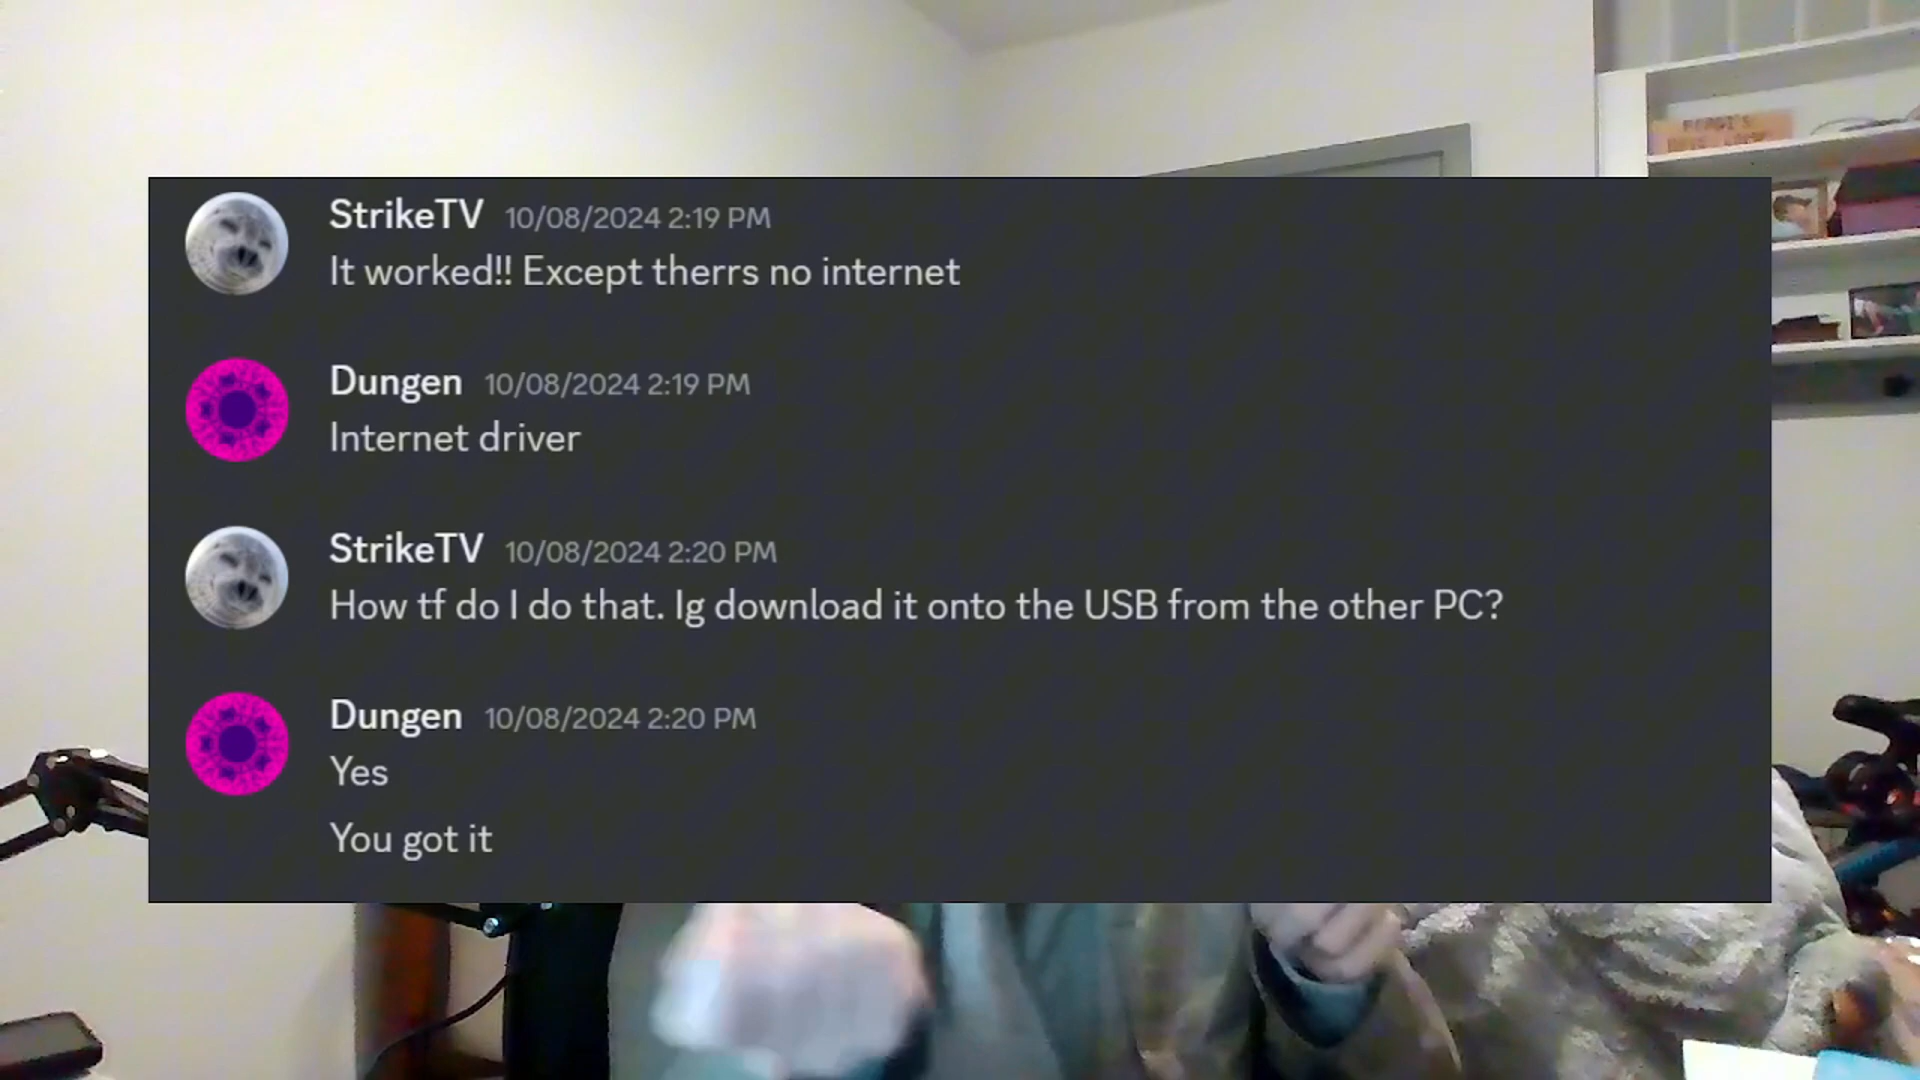 StrikeTV 10/08/2024 2:19 PM
It worked!! Except therrs no internet
Dungen 10/08/2024 2:19 PM
Internet driver
StrikeTV 10/08/2024 2:20 PM
How tf do I do that. Ig download it onto the USB from the other PC?
Dungen 10/08/2024 2:20 PM
Yes
You got it